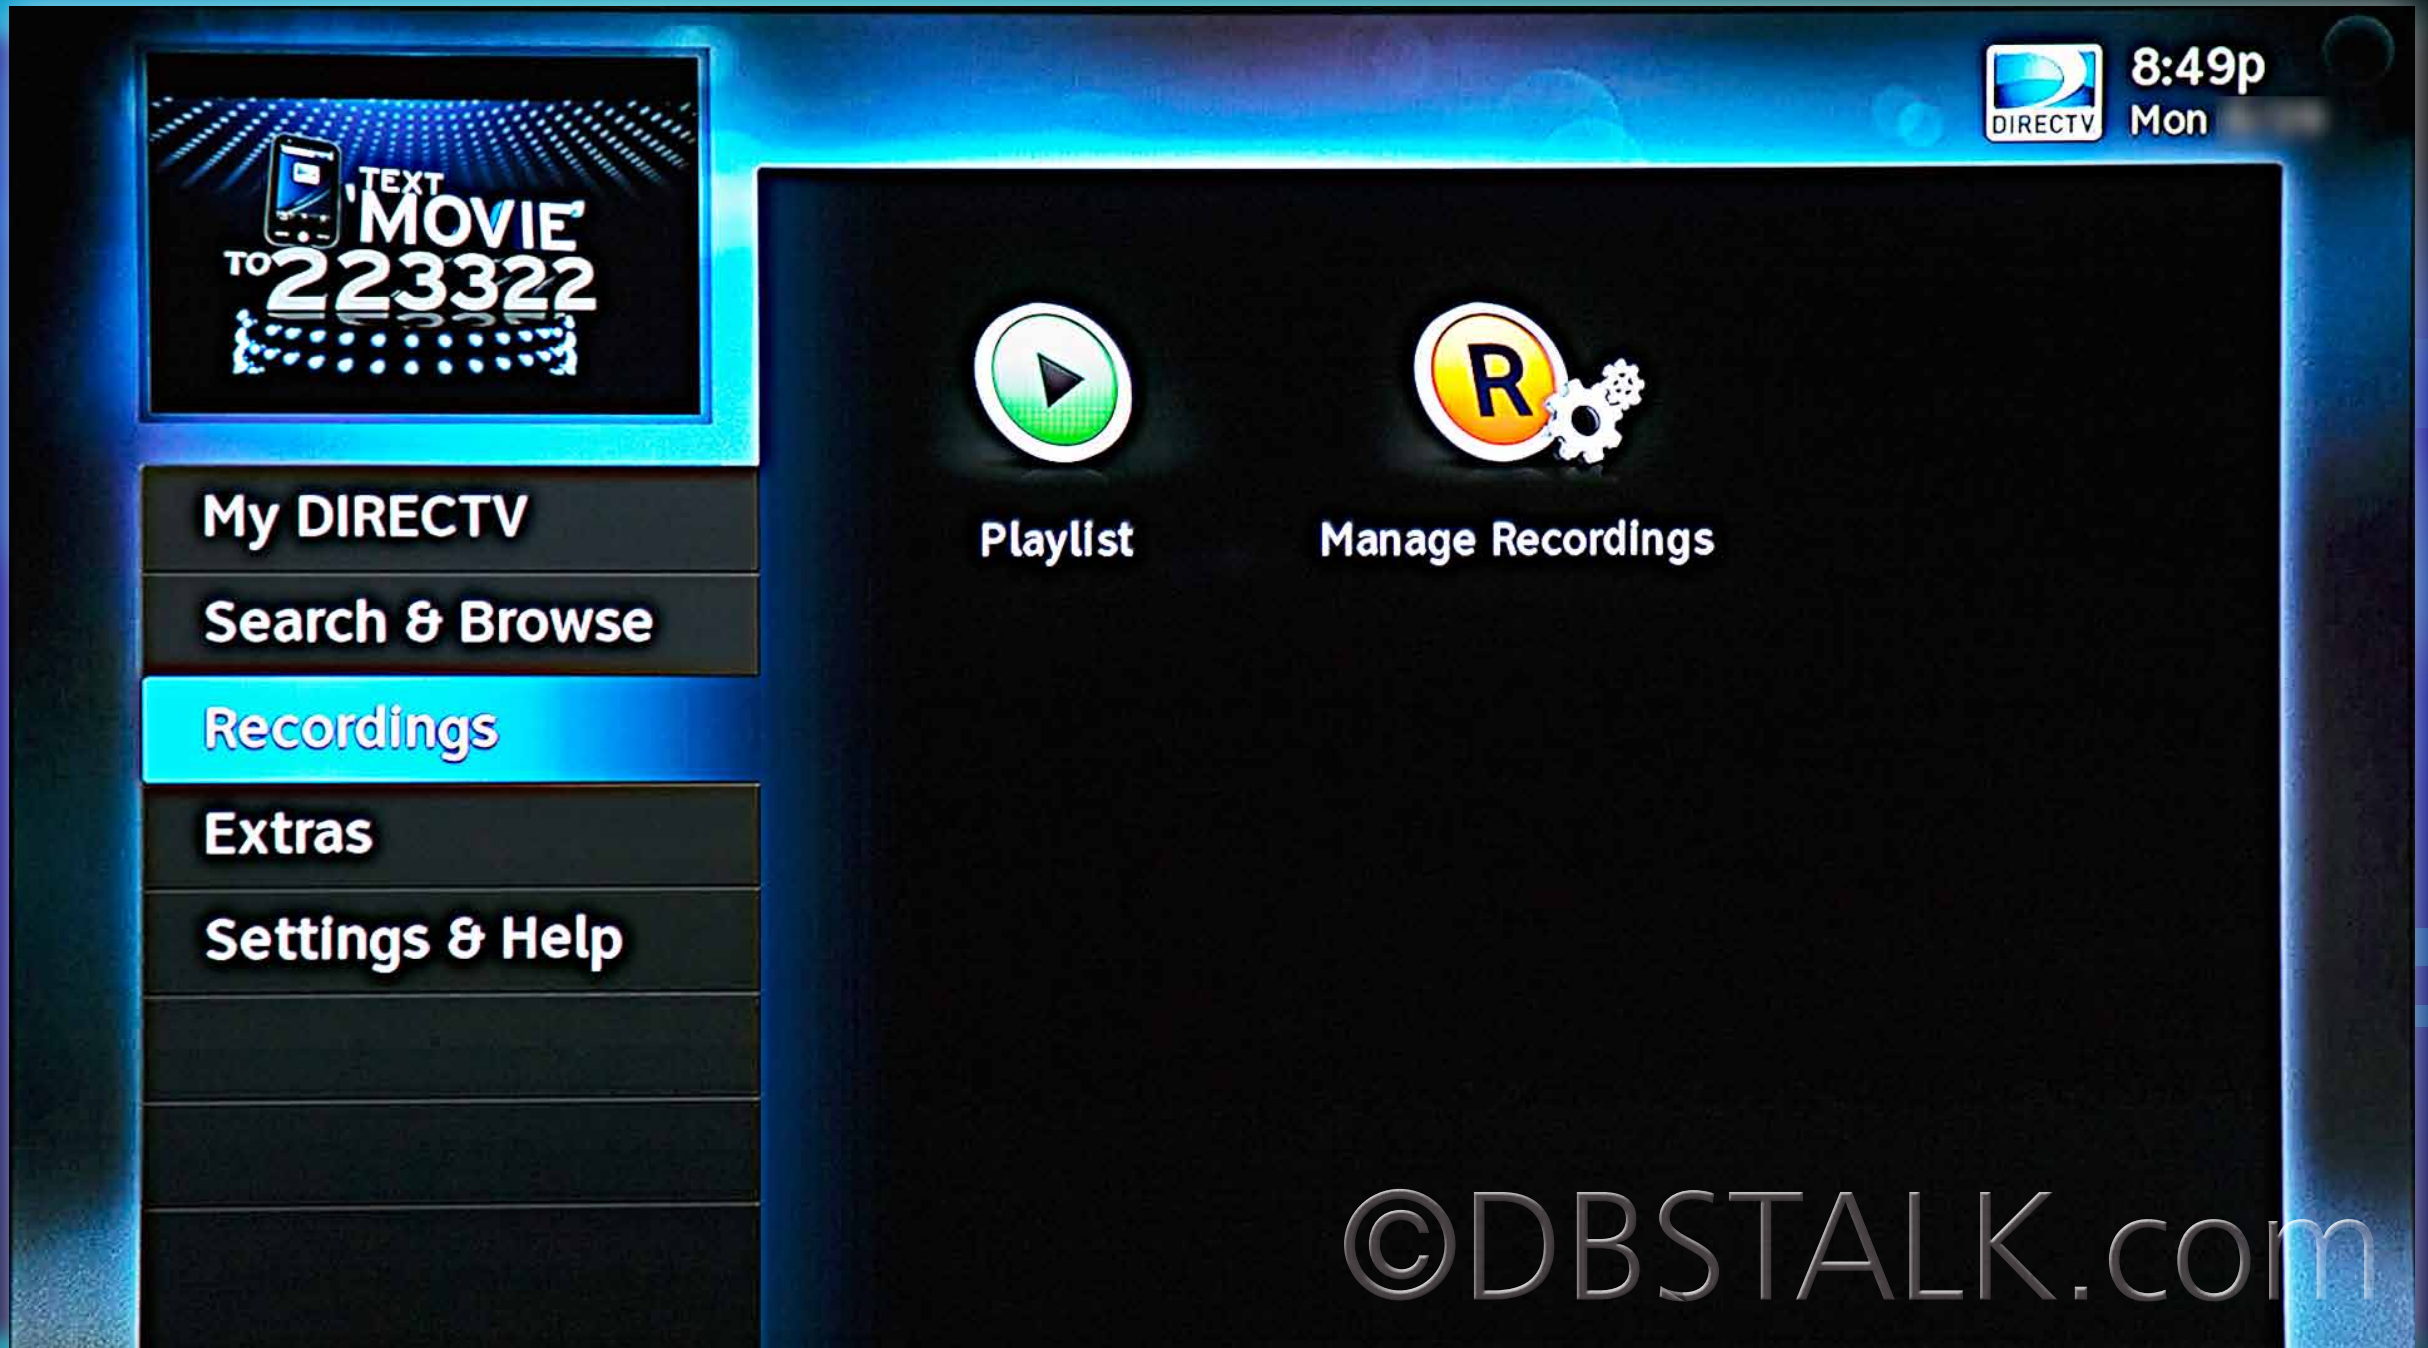 TEXT
'MOVIE'
TO 223322
DIRECTV
8:49p
Mon
My DIRECTV
Search & Browse
Recordings
Extras
Settings & Help
Playlist
R
Manage Recordings
©DBSTALK.com